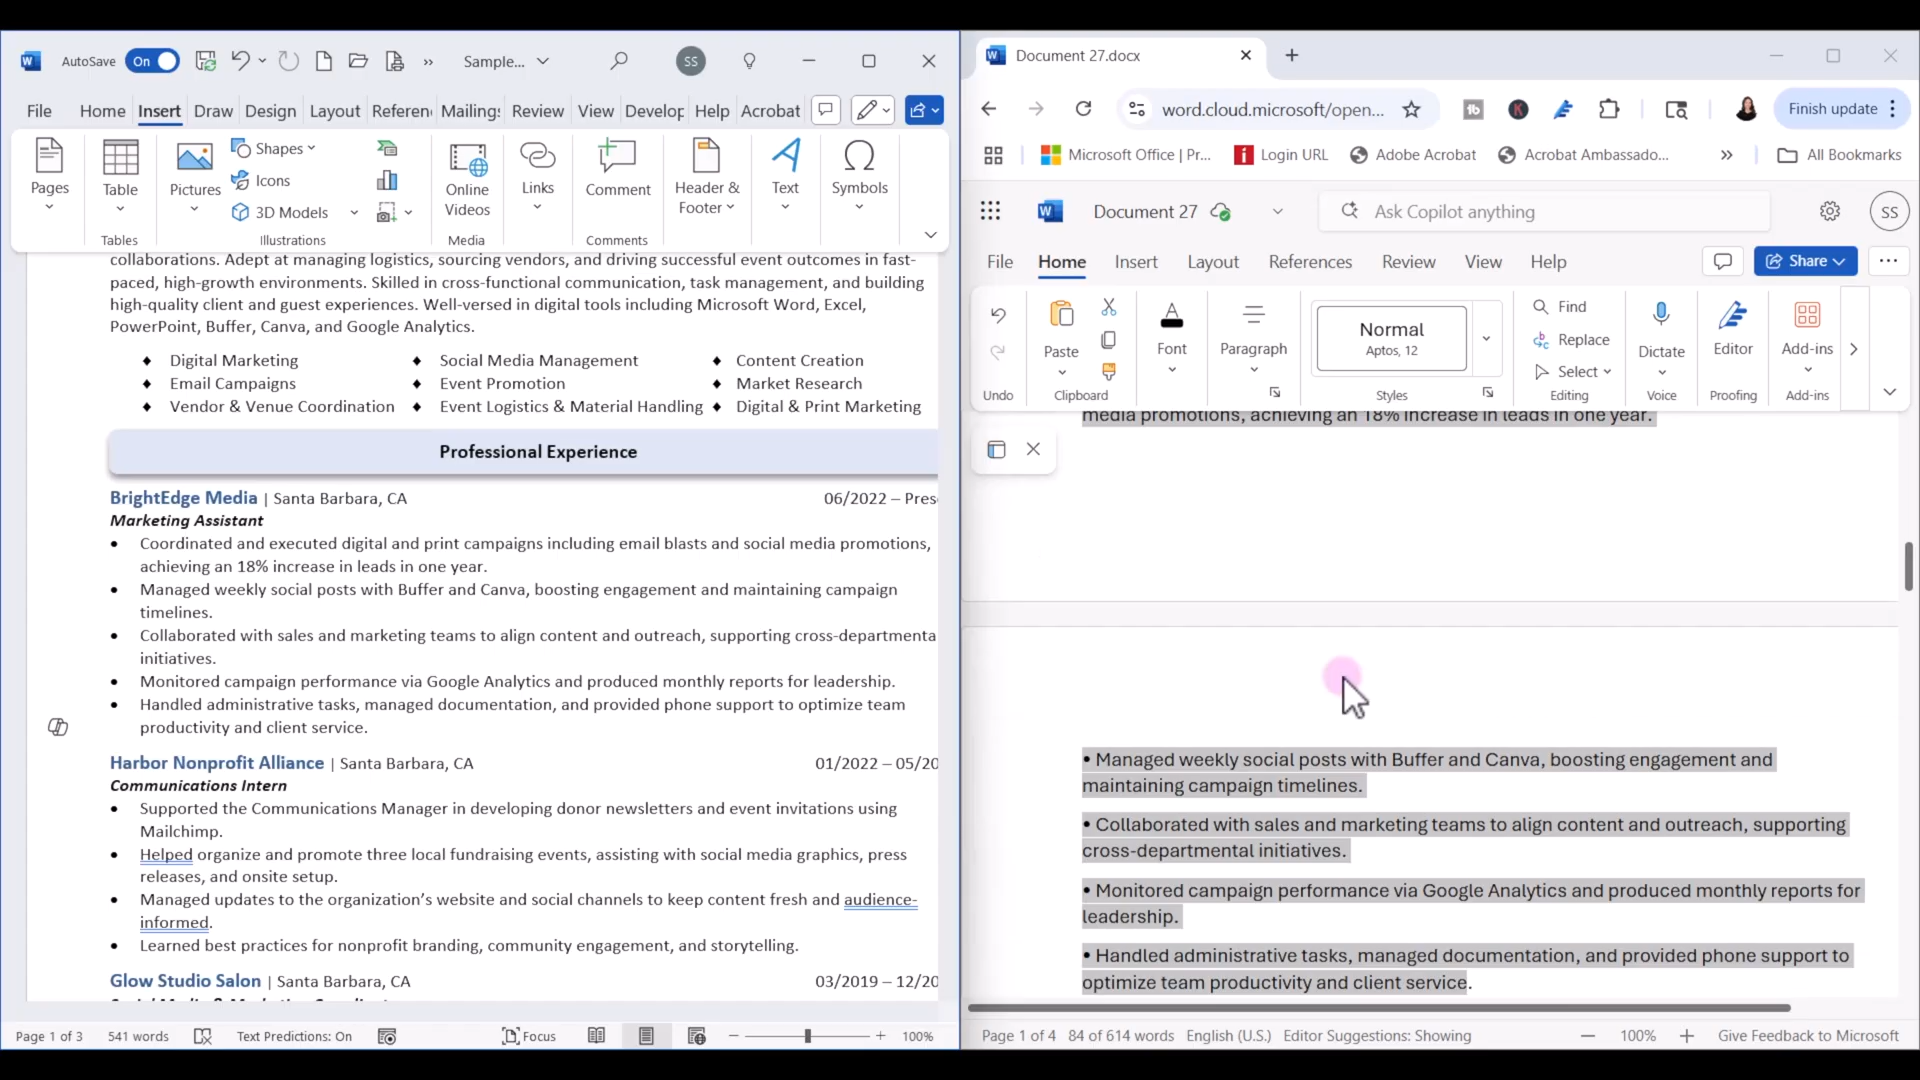 AutoSave On Sample... SS
File Home Insert Draw Design Layout Referen Mailing: Review View Develop Help Acrobat
Pages Table Pictures Shapes Icons 3D Models Online Videos Links Comment Header & Footer Text Symbols
Tables Illustrations Media Comments
collaborations. Adept at managing logistics, sourcing vendors, and driving successful event outcomes in fast-
paced, high-growth environments. Skilled in cross-functional communication, task management, and building
high-quality client and guest experiences. Well-versed in digital tools including Microsoft Word, Excel,
PowerPoint, Buffer, Canva, and Google Analytics.
♦ Digital Marketing ♦ Social Media Management ♦ Content Creation
♦ Email Campaigns ♦ Event Promotion ♦ Market Research
♦ Vendor & Venue Coordination ♦ Event Logistics & Material Handling ♦ Digital & Print Marketing
Professional Experience
BrightEdge Media | Santa Barbara, CA 06/2022 – Pres
Marketing Assistant
• Coordinated and executed digital and print campaigns including email blasts and social media promotions,
achieving an 18% increase in leads in one year.
• Managed weekly social posts with Buffer and Canva, boosting engagement and maintaining campaign
timelines.
• Collaborated with sales and marketing teams to align content and outreach, supporting cross-departmenta
initiatives.
• Monitored campaign performance via Google Analytics and produced monthly reports for leadership.
• Handled administrative tasks, managed documentation, and provided phone support to optimize team
productivity and client service.
Harbor Nonprofit Alliance | Santa Barbara, CA 01/2022 – 05/20
Communications Intern
• Supported the Communications Manager in developing donor newsletters and event invitations using
Mailchimp.
• Helped organize and promote three local fundraising events, assisting with social media graphics, press
releases, and onsite setup.
• Managed updates to the organization's website and social channels to keep content fresh and audience-
informed.
• Learned best practices for nonprofit branding, community engagement, and storytelling.
Glow Studio Salon | Santa Barbara, CA 03/2019 – 12/20
Page 1 of 3 541 words Text Predictions: On Focus 100%
Document 27.docx
word.cloud.microsoft/open... Finish update
Microsoft Office | Pr... Login URL Adobe Acrobat Acrobat Ambassado... All Bookmarks
Document 27 Ask Copilot anything SS
File Home Insert Layout References Review View Help Share
Paste Font Paragraph Normal Aptos, 12 Find Replace Select Dictate Editor Add-ins
Undo Clipboard Styles Editing Voice Proofing Add-ins
media promotions, achieving an 18% increase in leads in one year.
• Managed weekly social posts with Buffer and Canva, boosting engagement and
maintaining campaign timelines.
• Collaborated with sales and marketing teams to align content and outreach, supporting
cross-departmental initiatives.
• Monitored campaign performance via Google Analytics and produced monthly reports for
leadership.
• Handled administrative tasks, managed documentation, and provided phone support to
optimize team productivity and client service.
Page 1 of 4 84 of 614 words English (U.S.) Editor Suggestions: Showing 100% Give Feedback to Microsoft